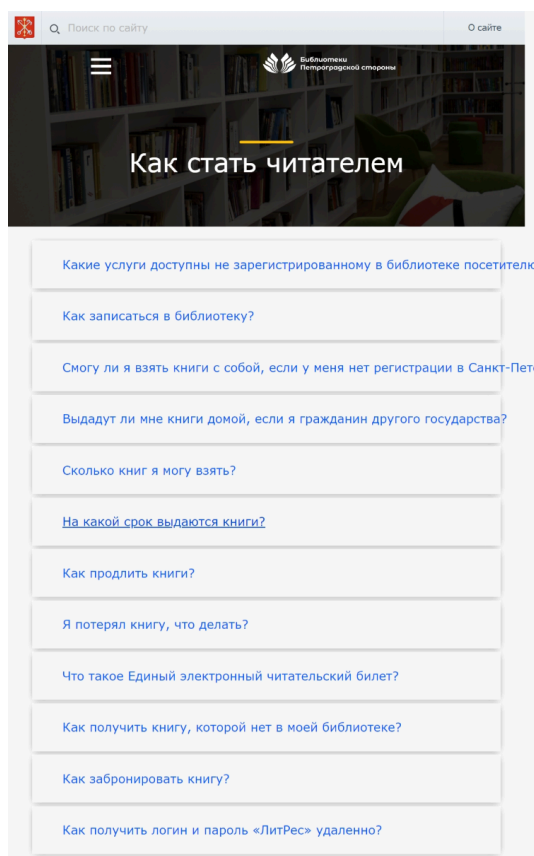 Поиск по сайту
О сайте
Библиотеки
Петроградской стороны
Как стать читателем
Какие услуги доступны не зарегистрированному в библиотеке посетителю
Как записаться в библиотеку?
Смогу ли я взять книги с собой, если у меня нет регистрации в Санкт-Пет
Выдадут ли мне книги домой, если я гражданин другого государства?
Сколько книг я могу взять?
На какой срок выдаются книги?
Как продлить книги?
Я потерял книгу, что делать?
Что такое Единый электронный читательский билет?
Как получить книгу, которой нет в моей библиотеке?
Как забронировать книгу?
Как получить логин и пароль «ЛитРес» удаленно?